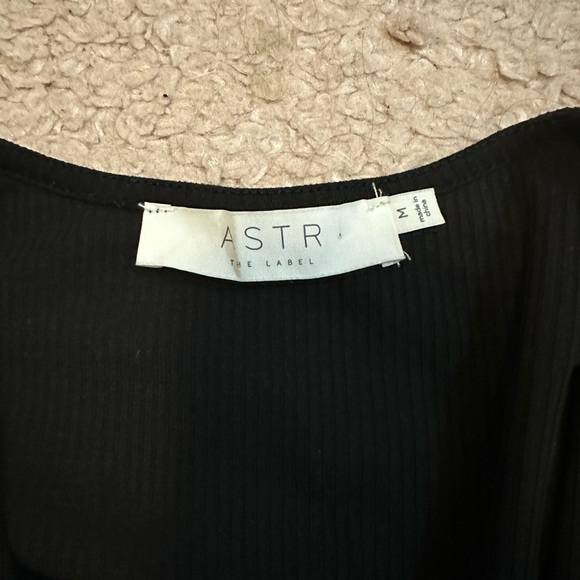 ASTR
THE LABEL
M
made in
china